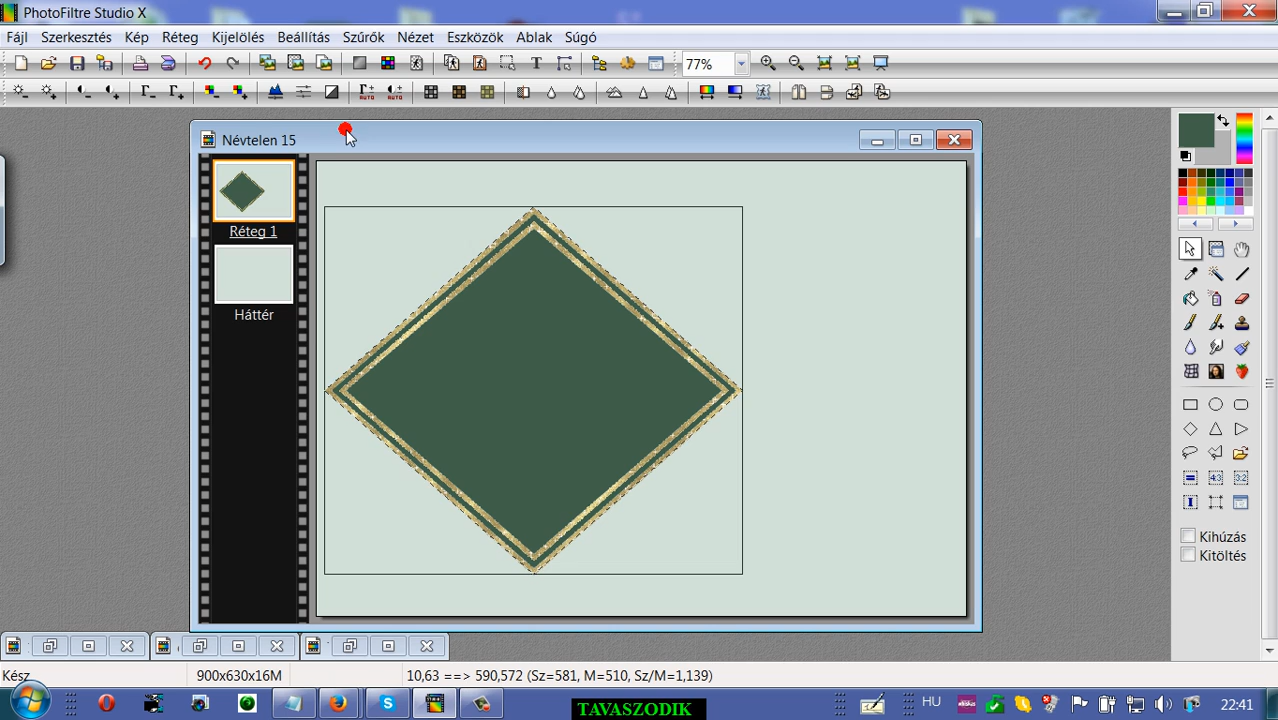 PhotoFiltre Studio X
Fájl Szerkesztés Kép Réteg Kijelölés Beállítás Szűrők Nézet Eszközök Ablak Súgó
77%
Névtelen 15
Réteg 1
Háttér
Kihúzás
Kitöltés
Kész 900x630x16M 10,63 ==> 590,572 (Sz=581, M=510, Sz/M=1,139)
TAVASZODIK HU 22:41